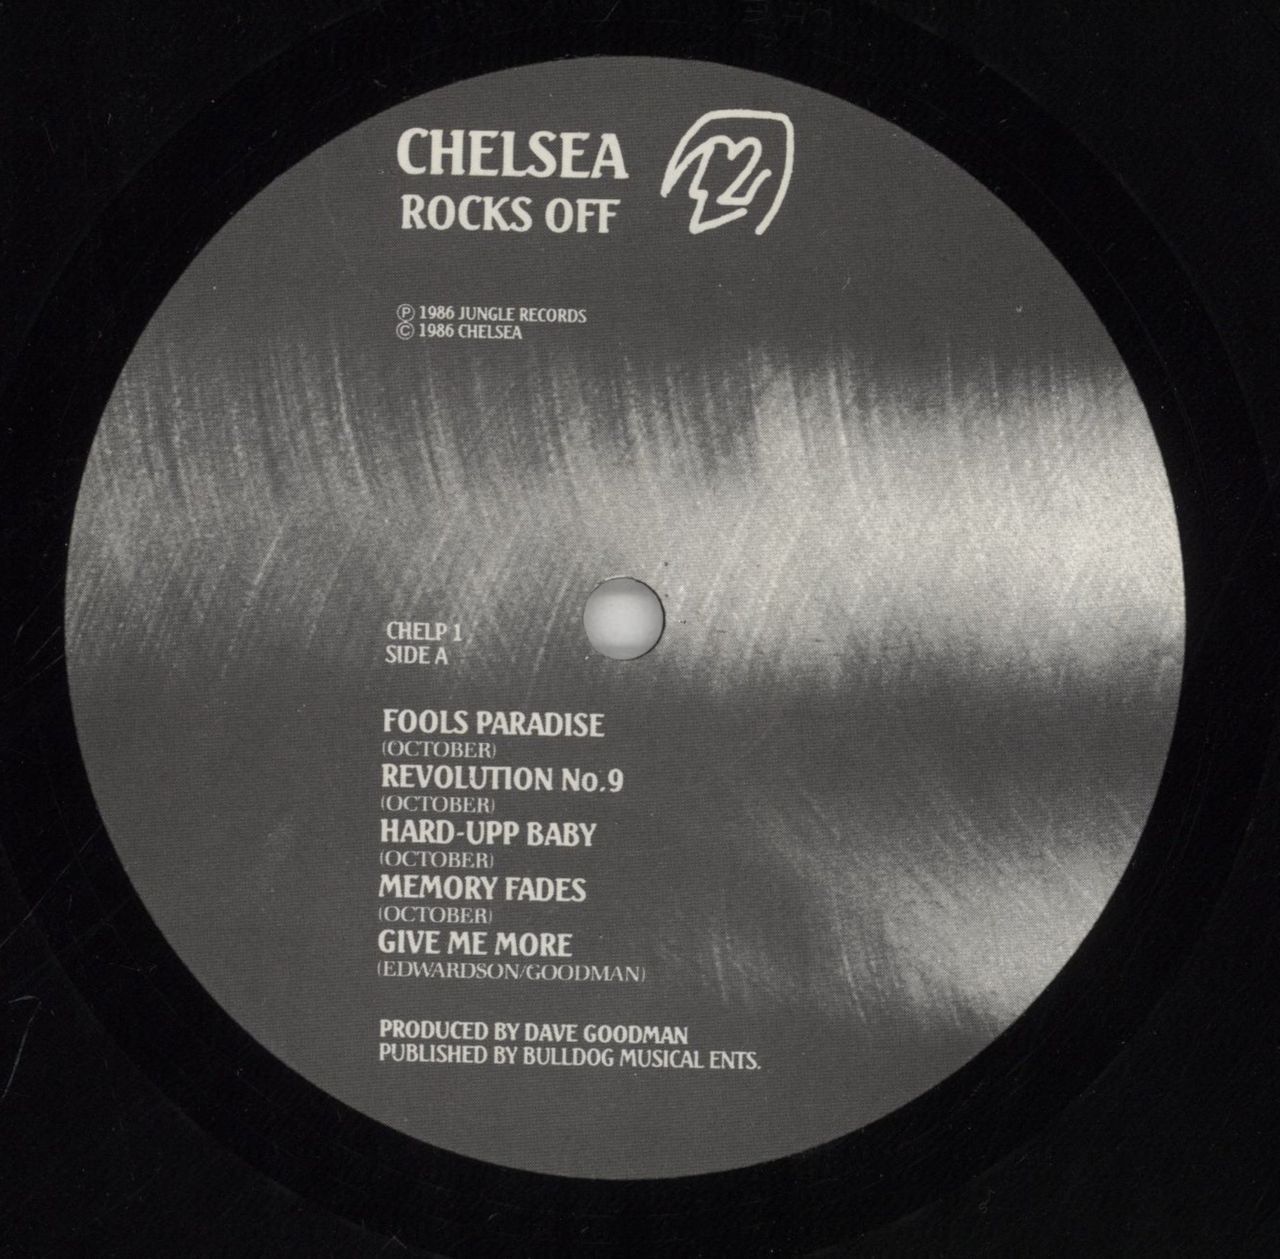 CHELSEA
ROCKS OFF
℗ 1986 JUNGLE RECORDS
© 1986 CHELSEA
CHELP 1
SIDE A
FOOLS PARADISE
(OCTOBER)
REVOLUTION No.9
(OCTOBER)
HARD-UPP BABY
(OCTOBER)
MEMORY FADES
(OCTOBER)
GIVE ME MORE
(EDWARDSON/GOODMAN)
PRODUCED BY DAVE GOODMAN
PUBLISHED BY BULLDOG MUSICAL ENTS.